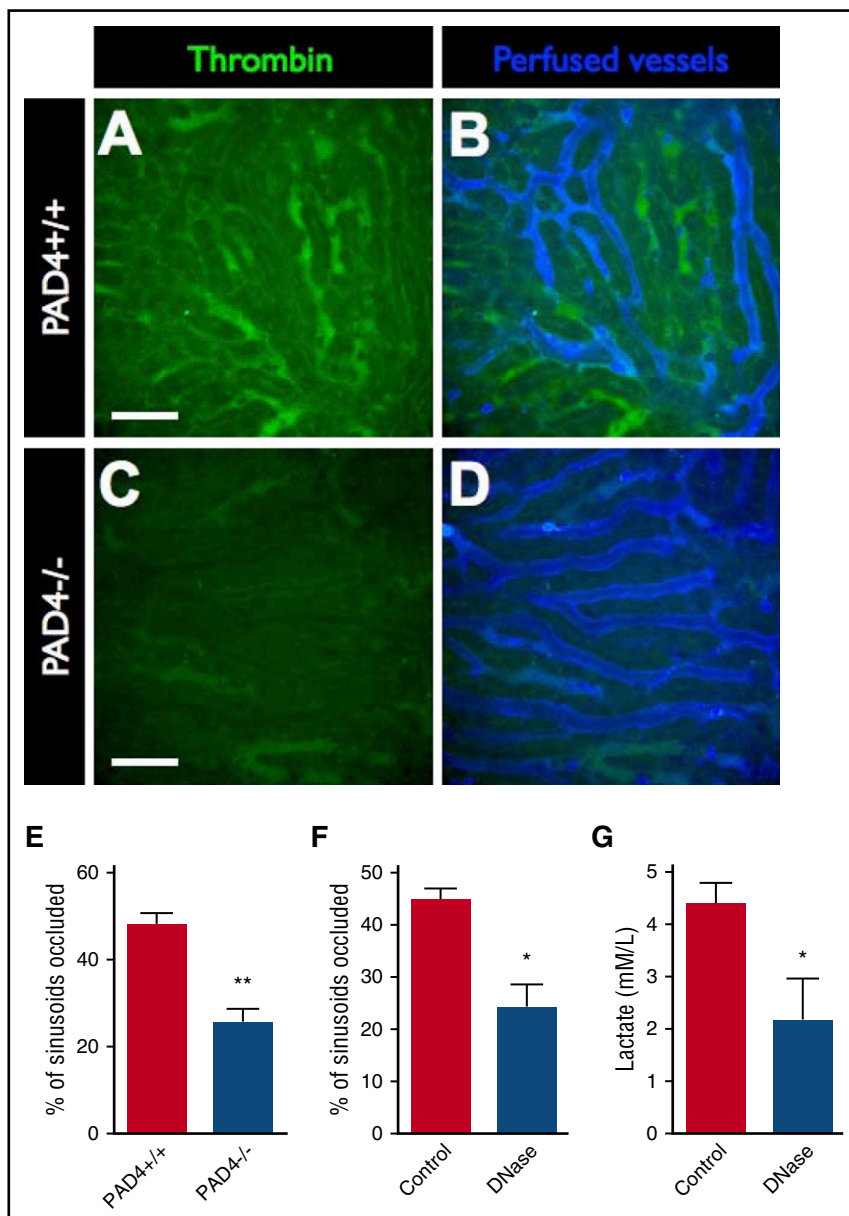 Thrombin
Perfused vessels
PAD4+/+
A
B
PAD4-/-
C
D
E
% of sinusoids occluded
60
40
20
0
**
PAD4+/+
PAD4-/-
F
% of sinusoids occluded
50
40
30
20
10
0
*
Control
DNase
G
Lactate (mM/L)
5
4
3
2
1
0
*
Control
DNase